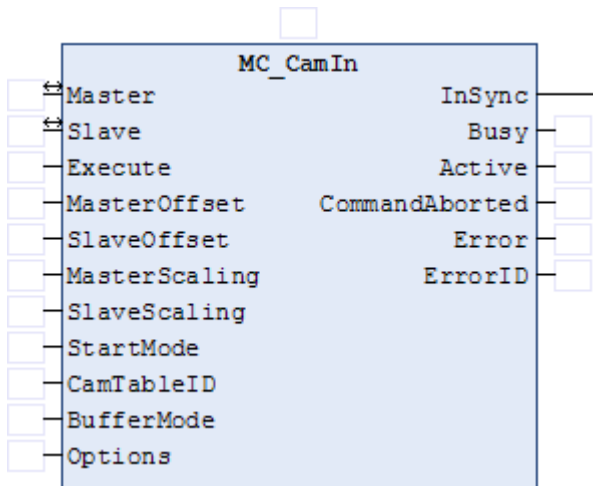 MC_CamIn
Master InSync
Slave Busy
Execute Active
MasterOffset CommandAborted
SlaveOffset Error
MasterScaling ErrorID
SlaveScaling
StartMode
CamTableID
BufferMode
Options